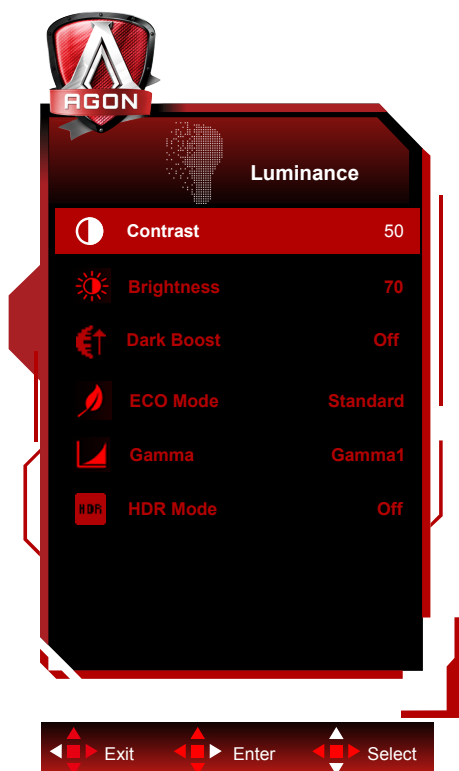 AGON
Luminance
Contrast 50
Brightness 70
Dark Boost Off
ECO Mode Standard
Gamma Gamma1
HDR HDR Mode Off
Exit Enter Select